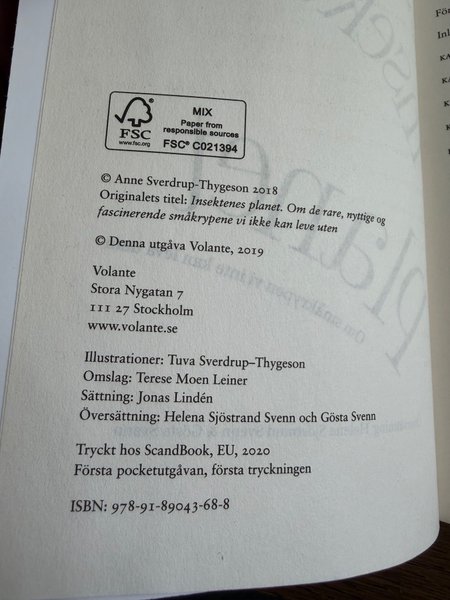 FSC
www.fsc.org
MIX
Paper from
responsible sources
FSC® C021394
© Anne Sverdrup-Thygeson 2018
Originalets titel: Insektenes planet. Om de rare, nyttige og
fascinerende småkrypene vi ikke kan leve uten
© Denna utgåva Volante, 2019
Volante
Stora Nygatan 7
111 27 Stockholm
www.volante.se
Illustrationer: Tuva Sverdrup–Thygeson
Omslag: Terese Moen Leiner
Sättning: Jonas Lindén
Översättning: Helena Sjöstrand Svenn och Gösta Svenn
Tryckt hos ScandBook, EU, 2020
Första pocketutgåvan, första tryckningen
ISBN: 978-91-89043-68-8